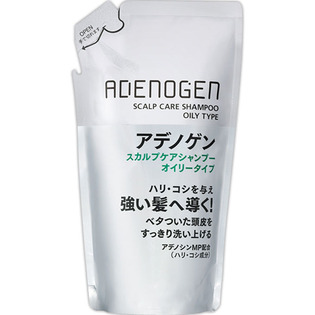 OPEN
ADENOGEN
SCALP CARE SHAMPOO
OILY TYPE
アデノゲン
スカルプケアシャンプー
オイリータイプ
ハリ・コシを与え
強い髪へ導く!
ベタついた頭皮を
すっきり洗い上げる
アデノシンMP配合
(ハリ・コシ成分)